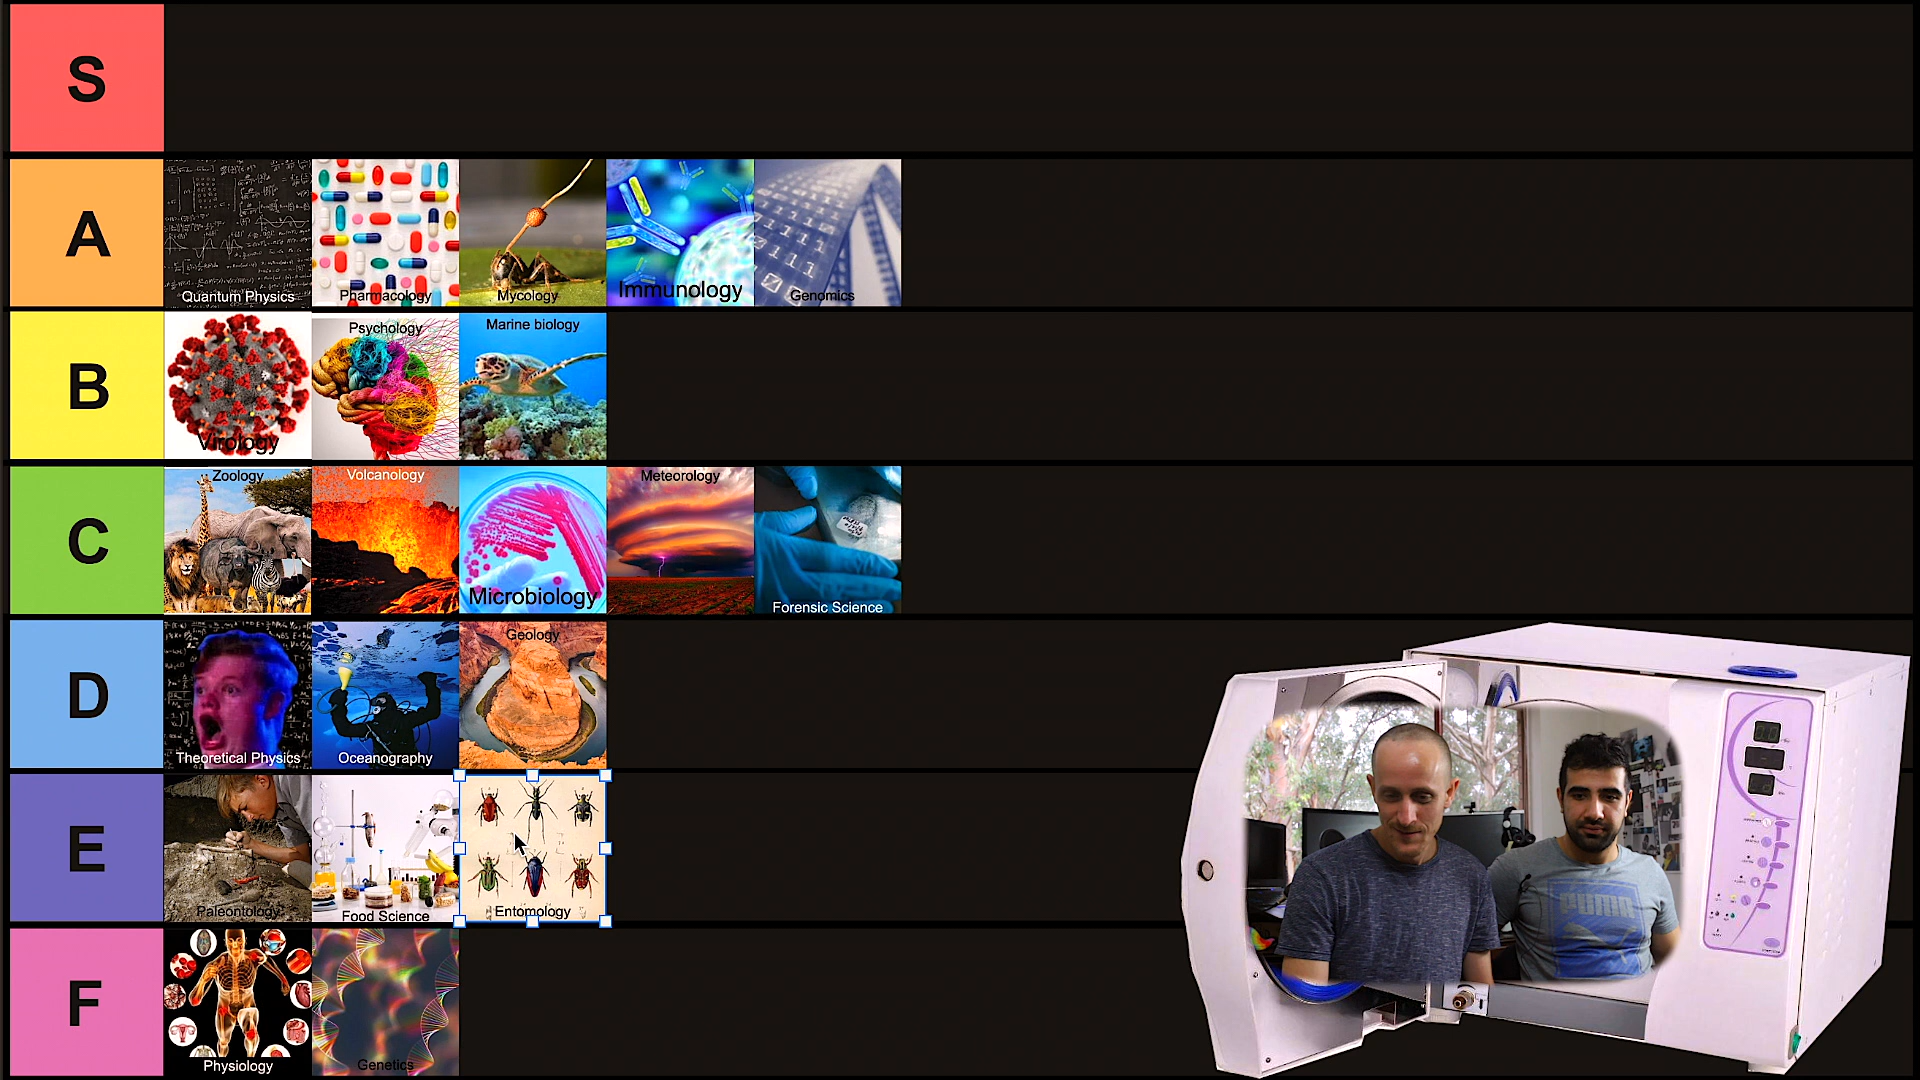 S
A
Quantum Physics
Pharmacology
Mycology
Immunology
Genomics
B
Virology
Psychology
Marine biology
C
Zoology
Volcanology
Microbiology
Meteorology
Forensic Science
D
Theoretical Physics
Oceanography
Geology
E
Paleontology
Food Science
Entomology
F
Physiology
Genetics
PUMA